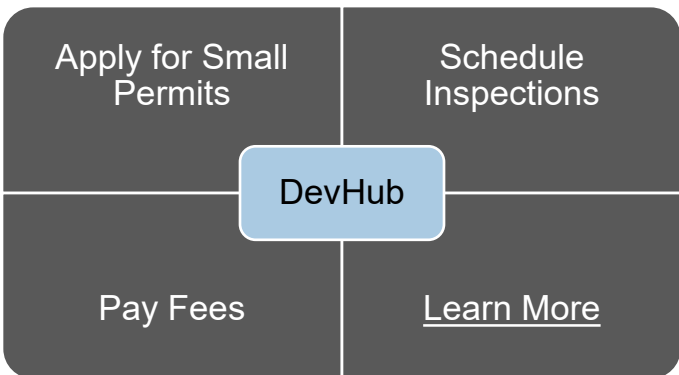 Apply for Small
Permits
Schedule
Inspections
DevHub
Pay Fees
Learn More